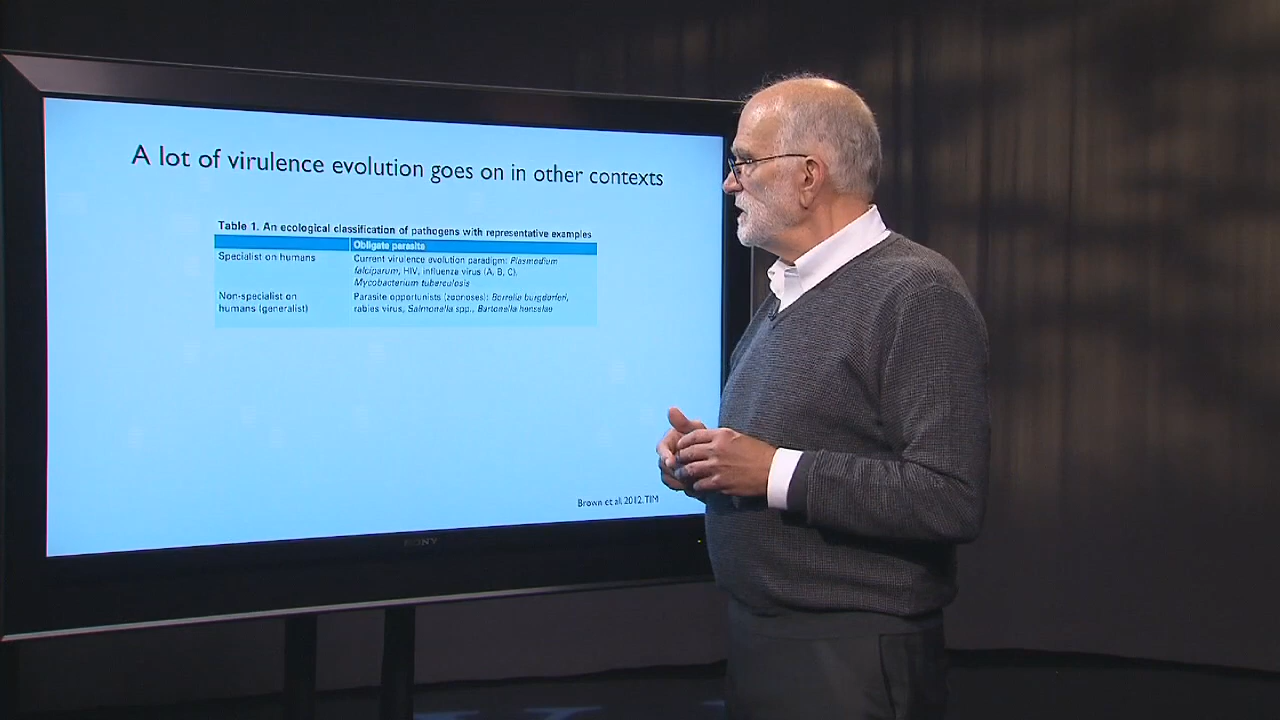 A lot of virulence evolution goes on in other contexts
Table 1. An ecological classification of pathogens with representative examples
Obligate parasite
Specialist on humans
Current virulence evolution paradigm: Plasmodium
falciparum, HIV, influenza virus (A, B, C),
Mycobacterium tuberculosis
Non-specialist on
humans (generalist)
Parasite opportunists (zoonoses): Borrelia burgdorferi,
rabies virus, Salmonella spp., Bartonella henselae
Brown et al. 2012. TIM
SONY